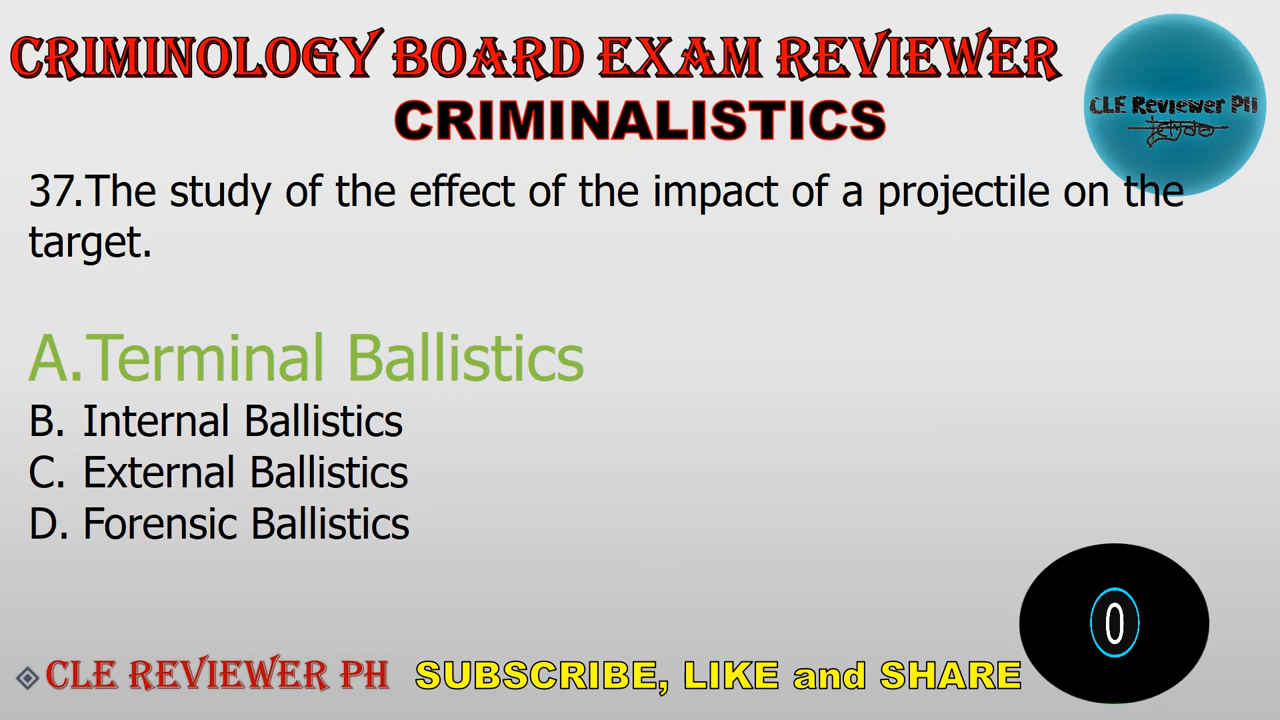 CRIMINOLOGY BOARD EXAM REVIEWER
CRIMINALISTICS
CLE Reviewer PH
37.The study of the effect of the impact of a projectile on the
target.
A.Terminal Ballistics
B. Internal Ballistics
C. External Ballistics
D. Forensic Ballistics
0
CLE REVIEWER PH SUBSCRIBE, LIKE and SHARE